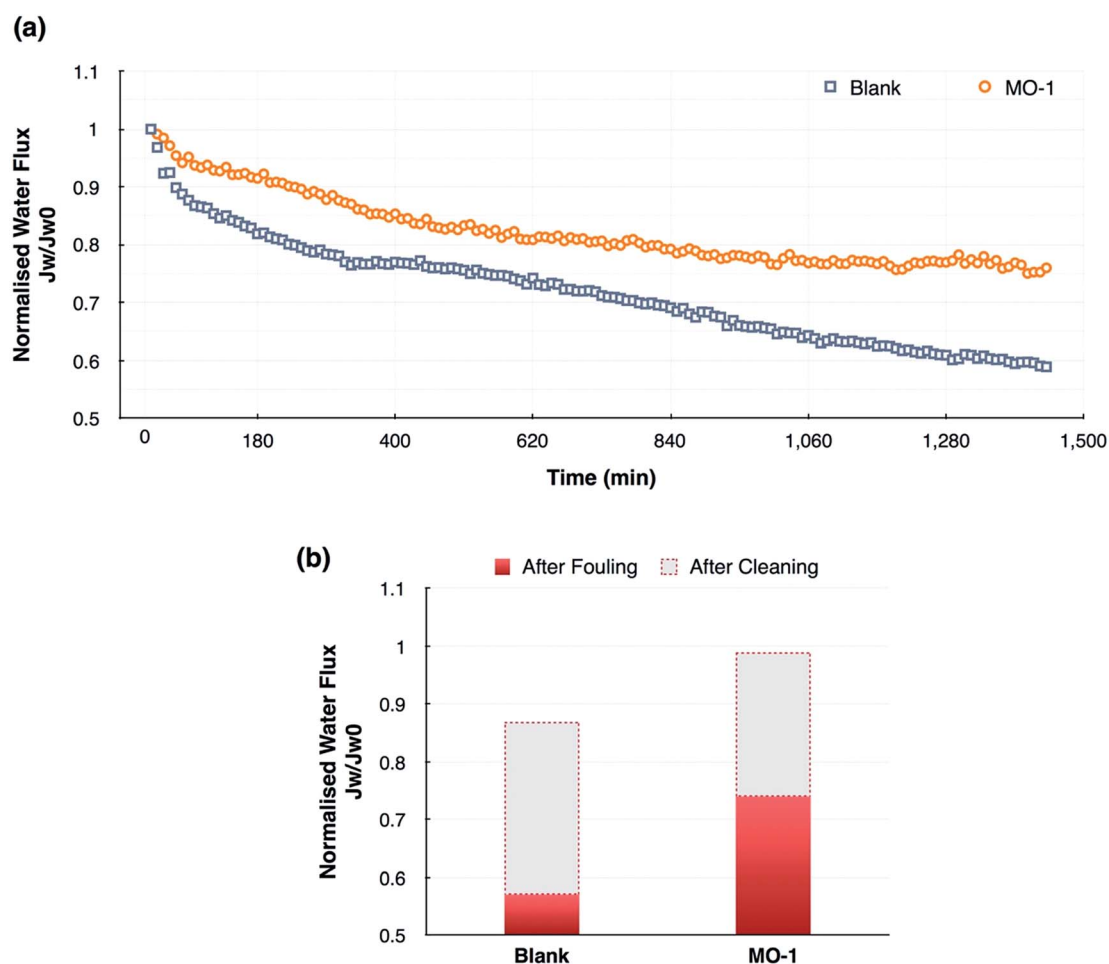 (a)
1.1
1
0.9
0.8
0.7
0.6
0.5
Normalised Water Flux
Jw/Jw0
Blank
MO-1
0
180
400
620
840
1,060
1,280
1,500
Time (min)
(b)
After Fouling
After Cleaning
1.1
1
0.9
0.8
0.7
0.6
0.5
Normalised Water Flux
Jw/Jw0
Blank
MO-1